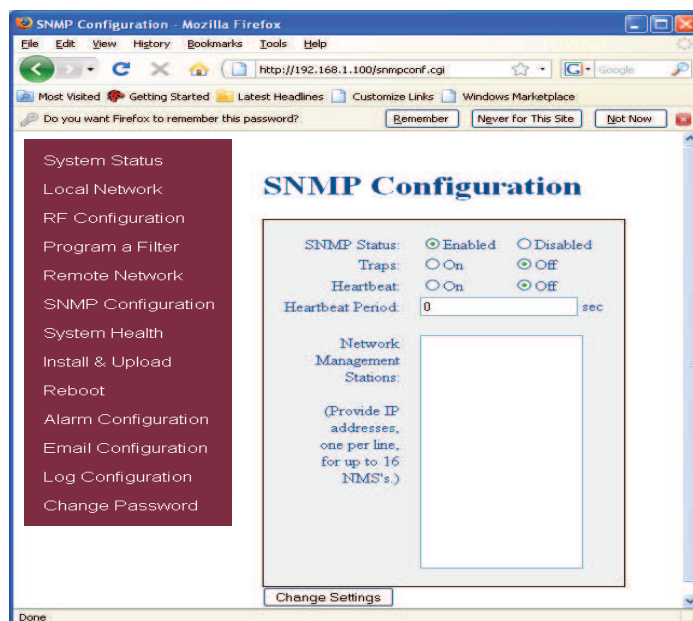 SNMP Configuration - Mozilla Firefox
File Edit View History Bookmarks Tools Help
http://192.168.1.100/snmpconf.cgi
G Google
Most Visited Getting Started Latest Headlines Customize Links Windows Marketplace
Do you want Firefox to remember this password? Remember Never for This Site Not Now
System Status
Local Network
RF Configuration
Program a Filter
Remote Network
SNMP Configuration
System Health
Install & Upload
Reboot
Alarm Configuration
Email Configuration
Log Configuration
Change Password
SNMP Configuration
SNMP Status: Enabled Disabled
Traps: On Off
Heartbeat: On Off
Heartbeat Period: 0 sec
Network
Management
Stations:
(Provide IP
addresses,
one per line,
for up to 16
NMS's.)
Change Settings
Done